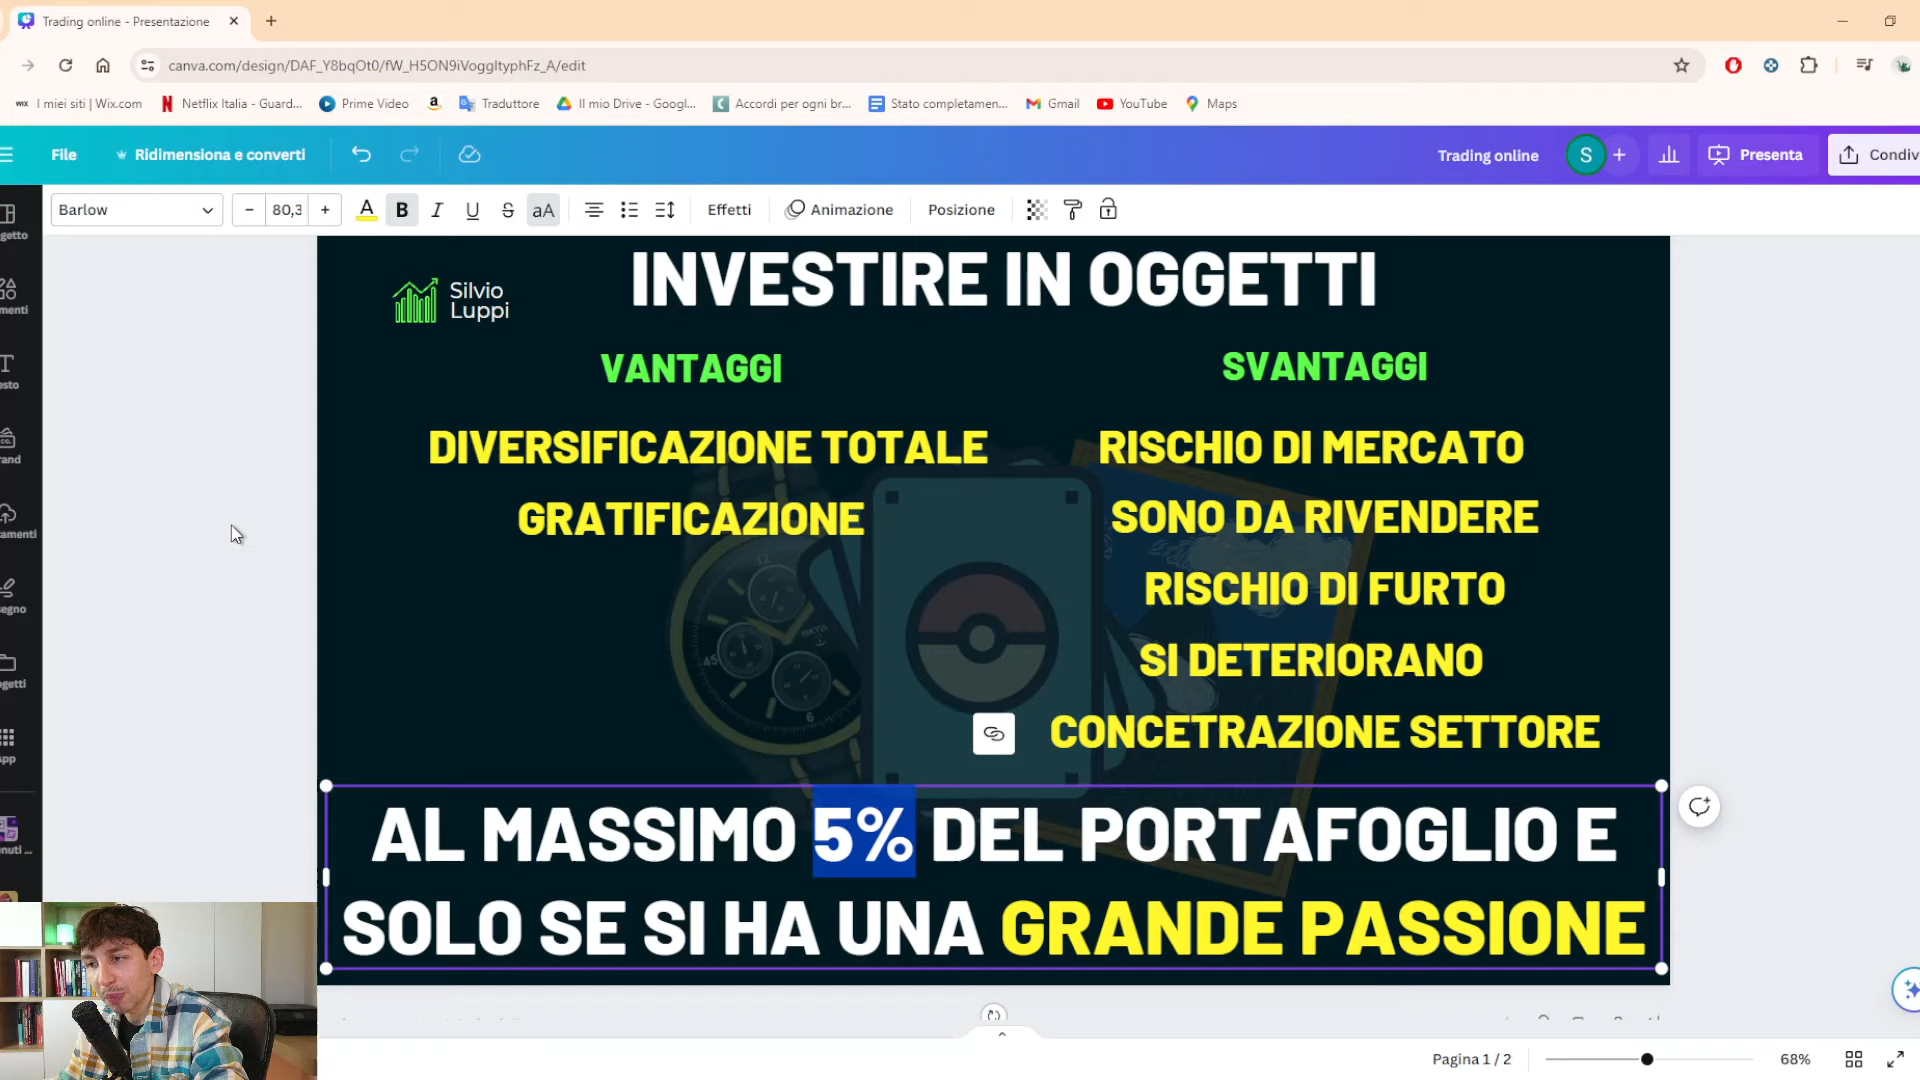 Trading online - Presentazione
canva.com/design/DAF_Y8bqOt0/fW_H5ON9iVoggItyphFz_A/edit
WIX I miei siti | Wix.com
Netflix Italia - Guard...
Prime Video
Traduttore
Il mio Drive - Googl...
Accordi per ogni br...
Stato completamen...
Gmail
YouTube
Maps
File
Ridimensiona e converti
Trading online
S
Presenta
Condiv
Barlow
80,3
B
I
U
S
aA
Effetti
Animazione
Posizione
Silvio
Luppi
INVESTIRE IN OGGETTI
VANTAGGI
SVANTAGGI
DIVERSIFICAZIONE TOTALE
RISCHIO DI MERCATO
GRATIFICAZIONE
SONO DA RIVENDERE
RISCHIO DI FURTO
SI DETERIORANO
CONCETRAZIONE SETTORE
AL MASSIMO 5% DEL PORTAFOGLIO E
SOLO SE SI HA UNA GRANDE PASSIONE
Pagina 1 / 2
68%